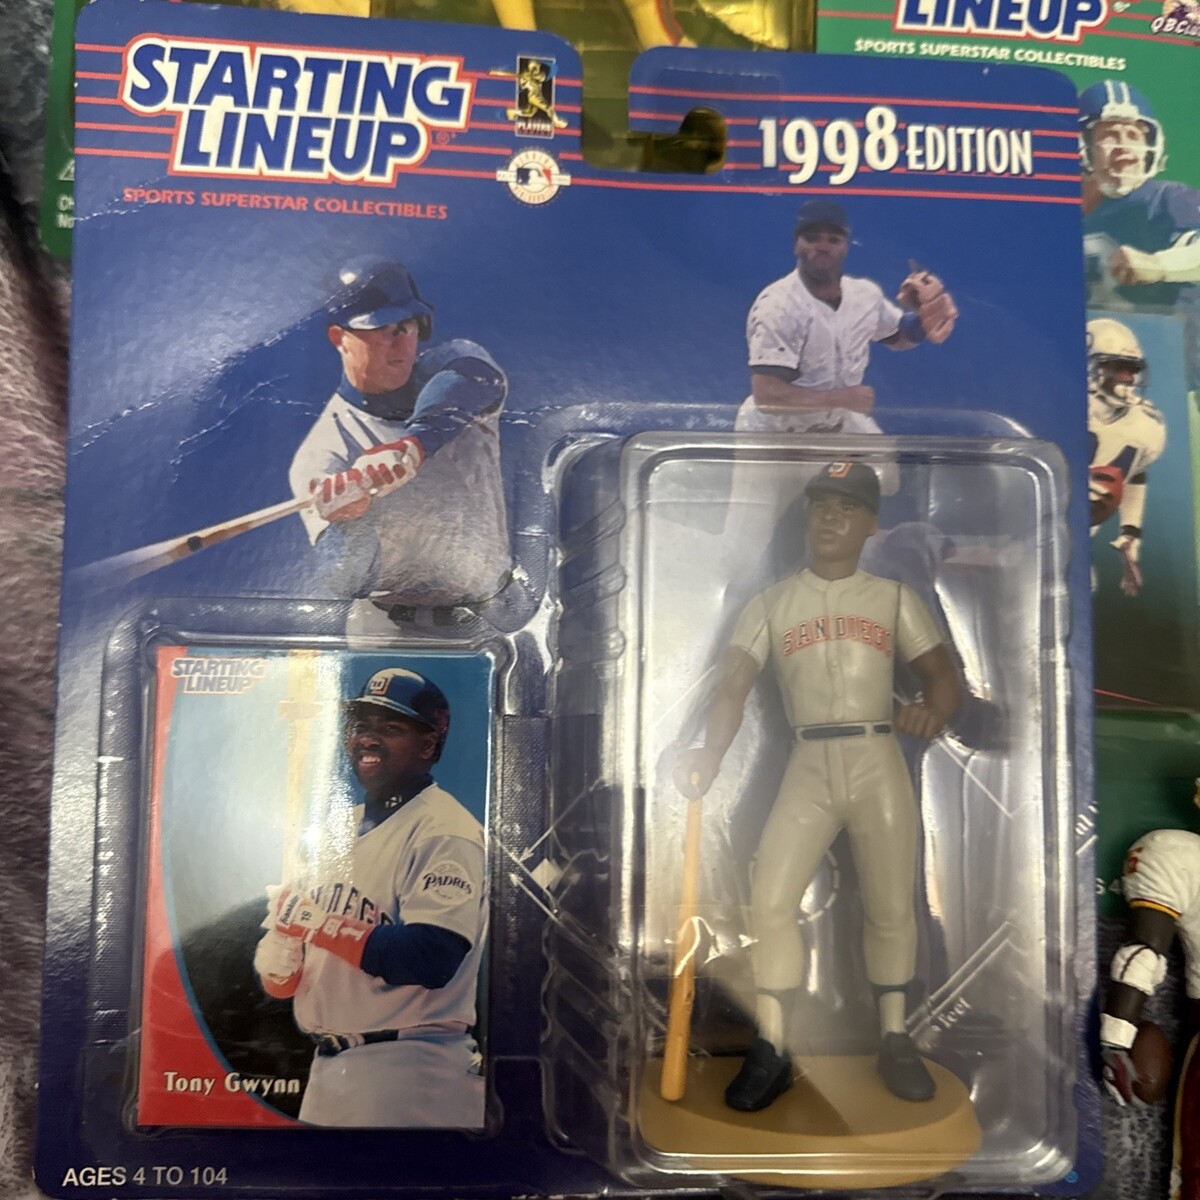 STARTING
LINEUP
SPORTS SUPERSTAR COLLECTIBLES
1998 EDITION
LINEUP
SPORTS SUPERSTAR COLLECTIBLES
PLAYERS
SAN DIEGO
STARTING
LINEUP
PADRES
Tony Gwynn
AGES 4 TO 104